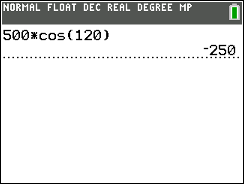 NORMAL FLOAT DEC REAL DEGREE MP
500*cos(120)
-250